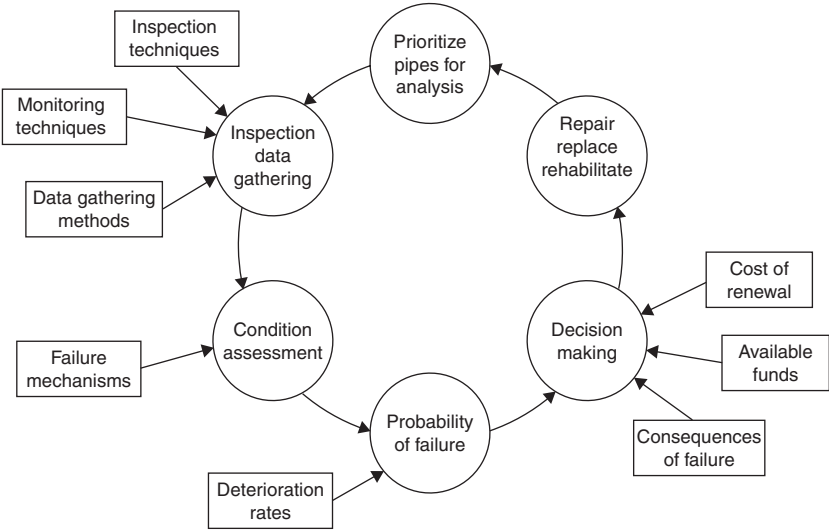 Inspection
techniques
Prioritize
pipes for
analysis
Monitoring
techniques
Inspection
data
gathering
Repair
replace
rehabilitate
Data gathering
methods
Cost of
renewal
Condition
assessment
Decision
making
Failure
mechanisms
Available
funds
Probability
of failure
Consequences
of failure
Deterioration
rates